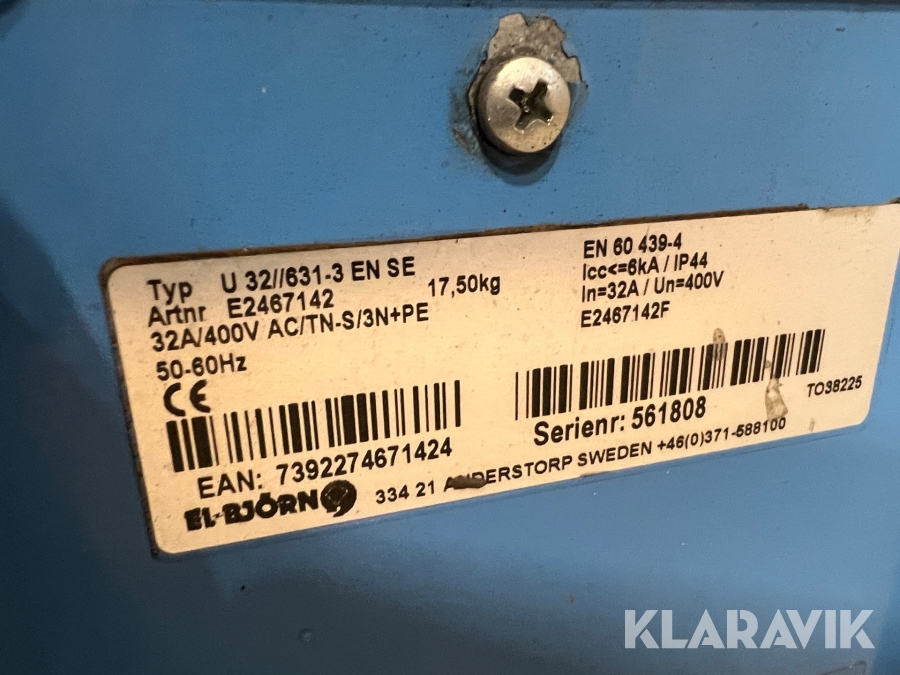 Typ U 32//631-3 EN SE
Artnr E2467142 17,50kg
32A/400V AC/TN-S/3N+PE
50-60Hz
CE
EAN: 7392274671424
EL-BJÖRN
EN 60 439-4
Icc<=6kA / IP44
In=32A / Un=400V
E2467142F
TO38225
Serienr: 561808
334 21 ANDERSTORP SWEDEN +46(0)371-588100
KLARAVIK